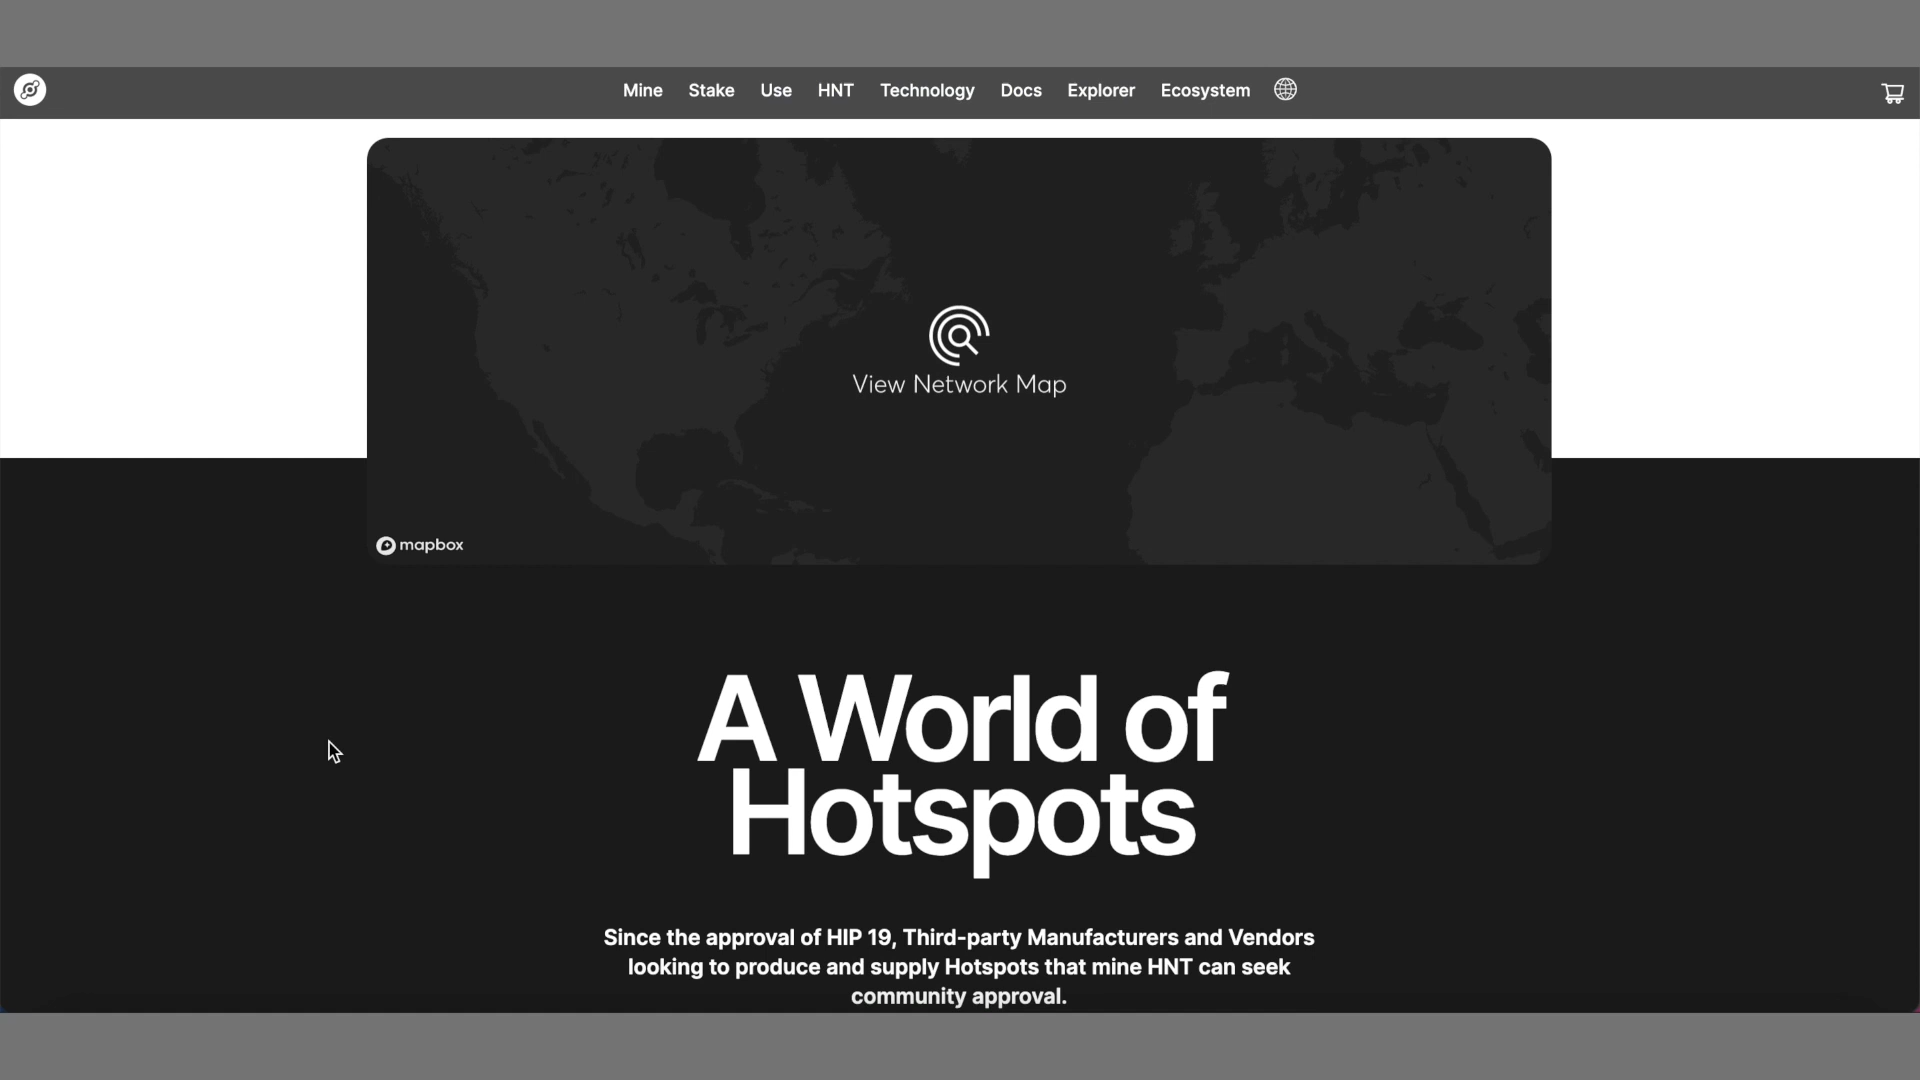 Mine Stake Use HNT Technology Docs Explorer Ecosystem
View Network Map
mapbox
A World of
Hotspots
Since the approval of HIP 19, Third-party Manufacturers and Vendors
looking to produce and supply Hotspots that mine HNT can seek
community approval.